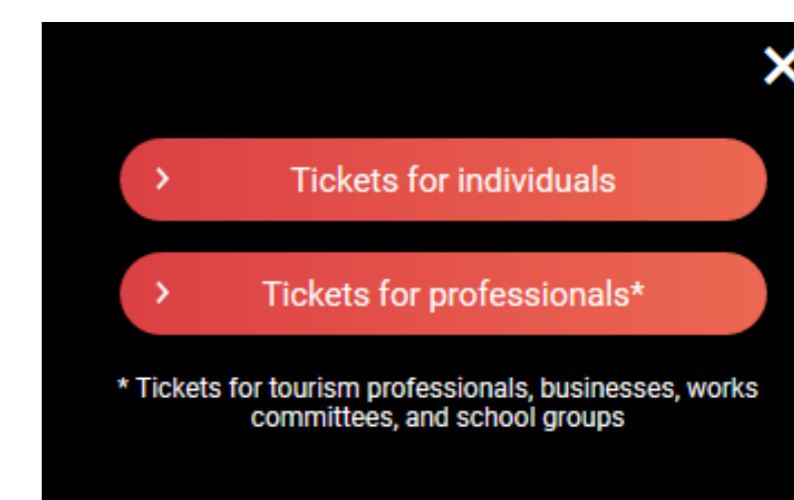 Tickets for individuals
Tickets for professionals*
* Tickets for tourism professionals, businesses, works
committees, and school groups